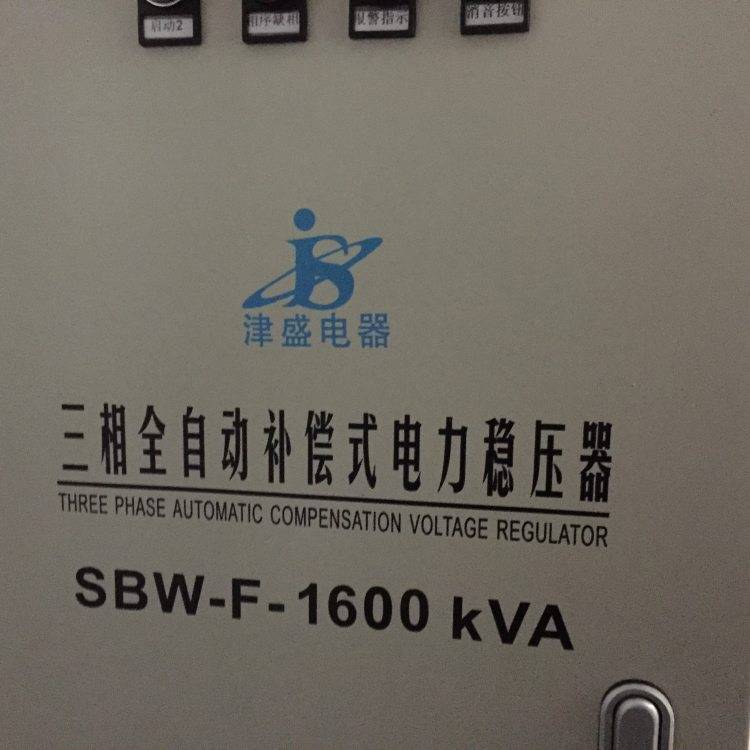 启动2 相序缺相 报警指示 消音按钮
津盛电器
三相全自动补偿式电力稳压器
THREE PHASE AUTOMATIC COMPENSATION VOLTAGE REGULATOR
SBW-F-1600 kVA